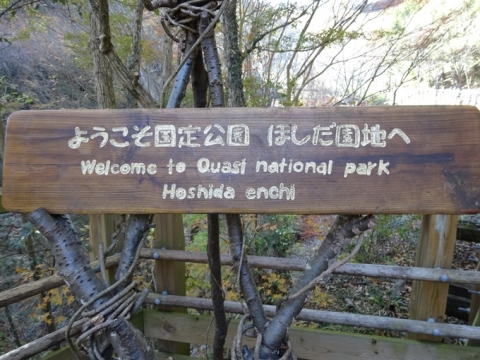 ようこそ国定公園 ほしだ園地へ
Welcome to Quasi national park
Hoshida enchi